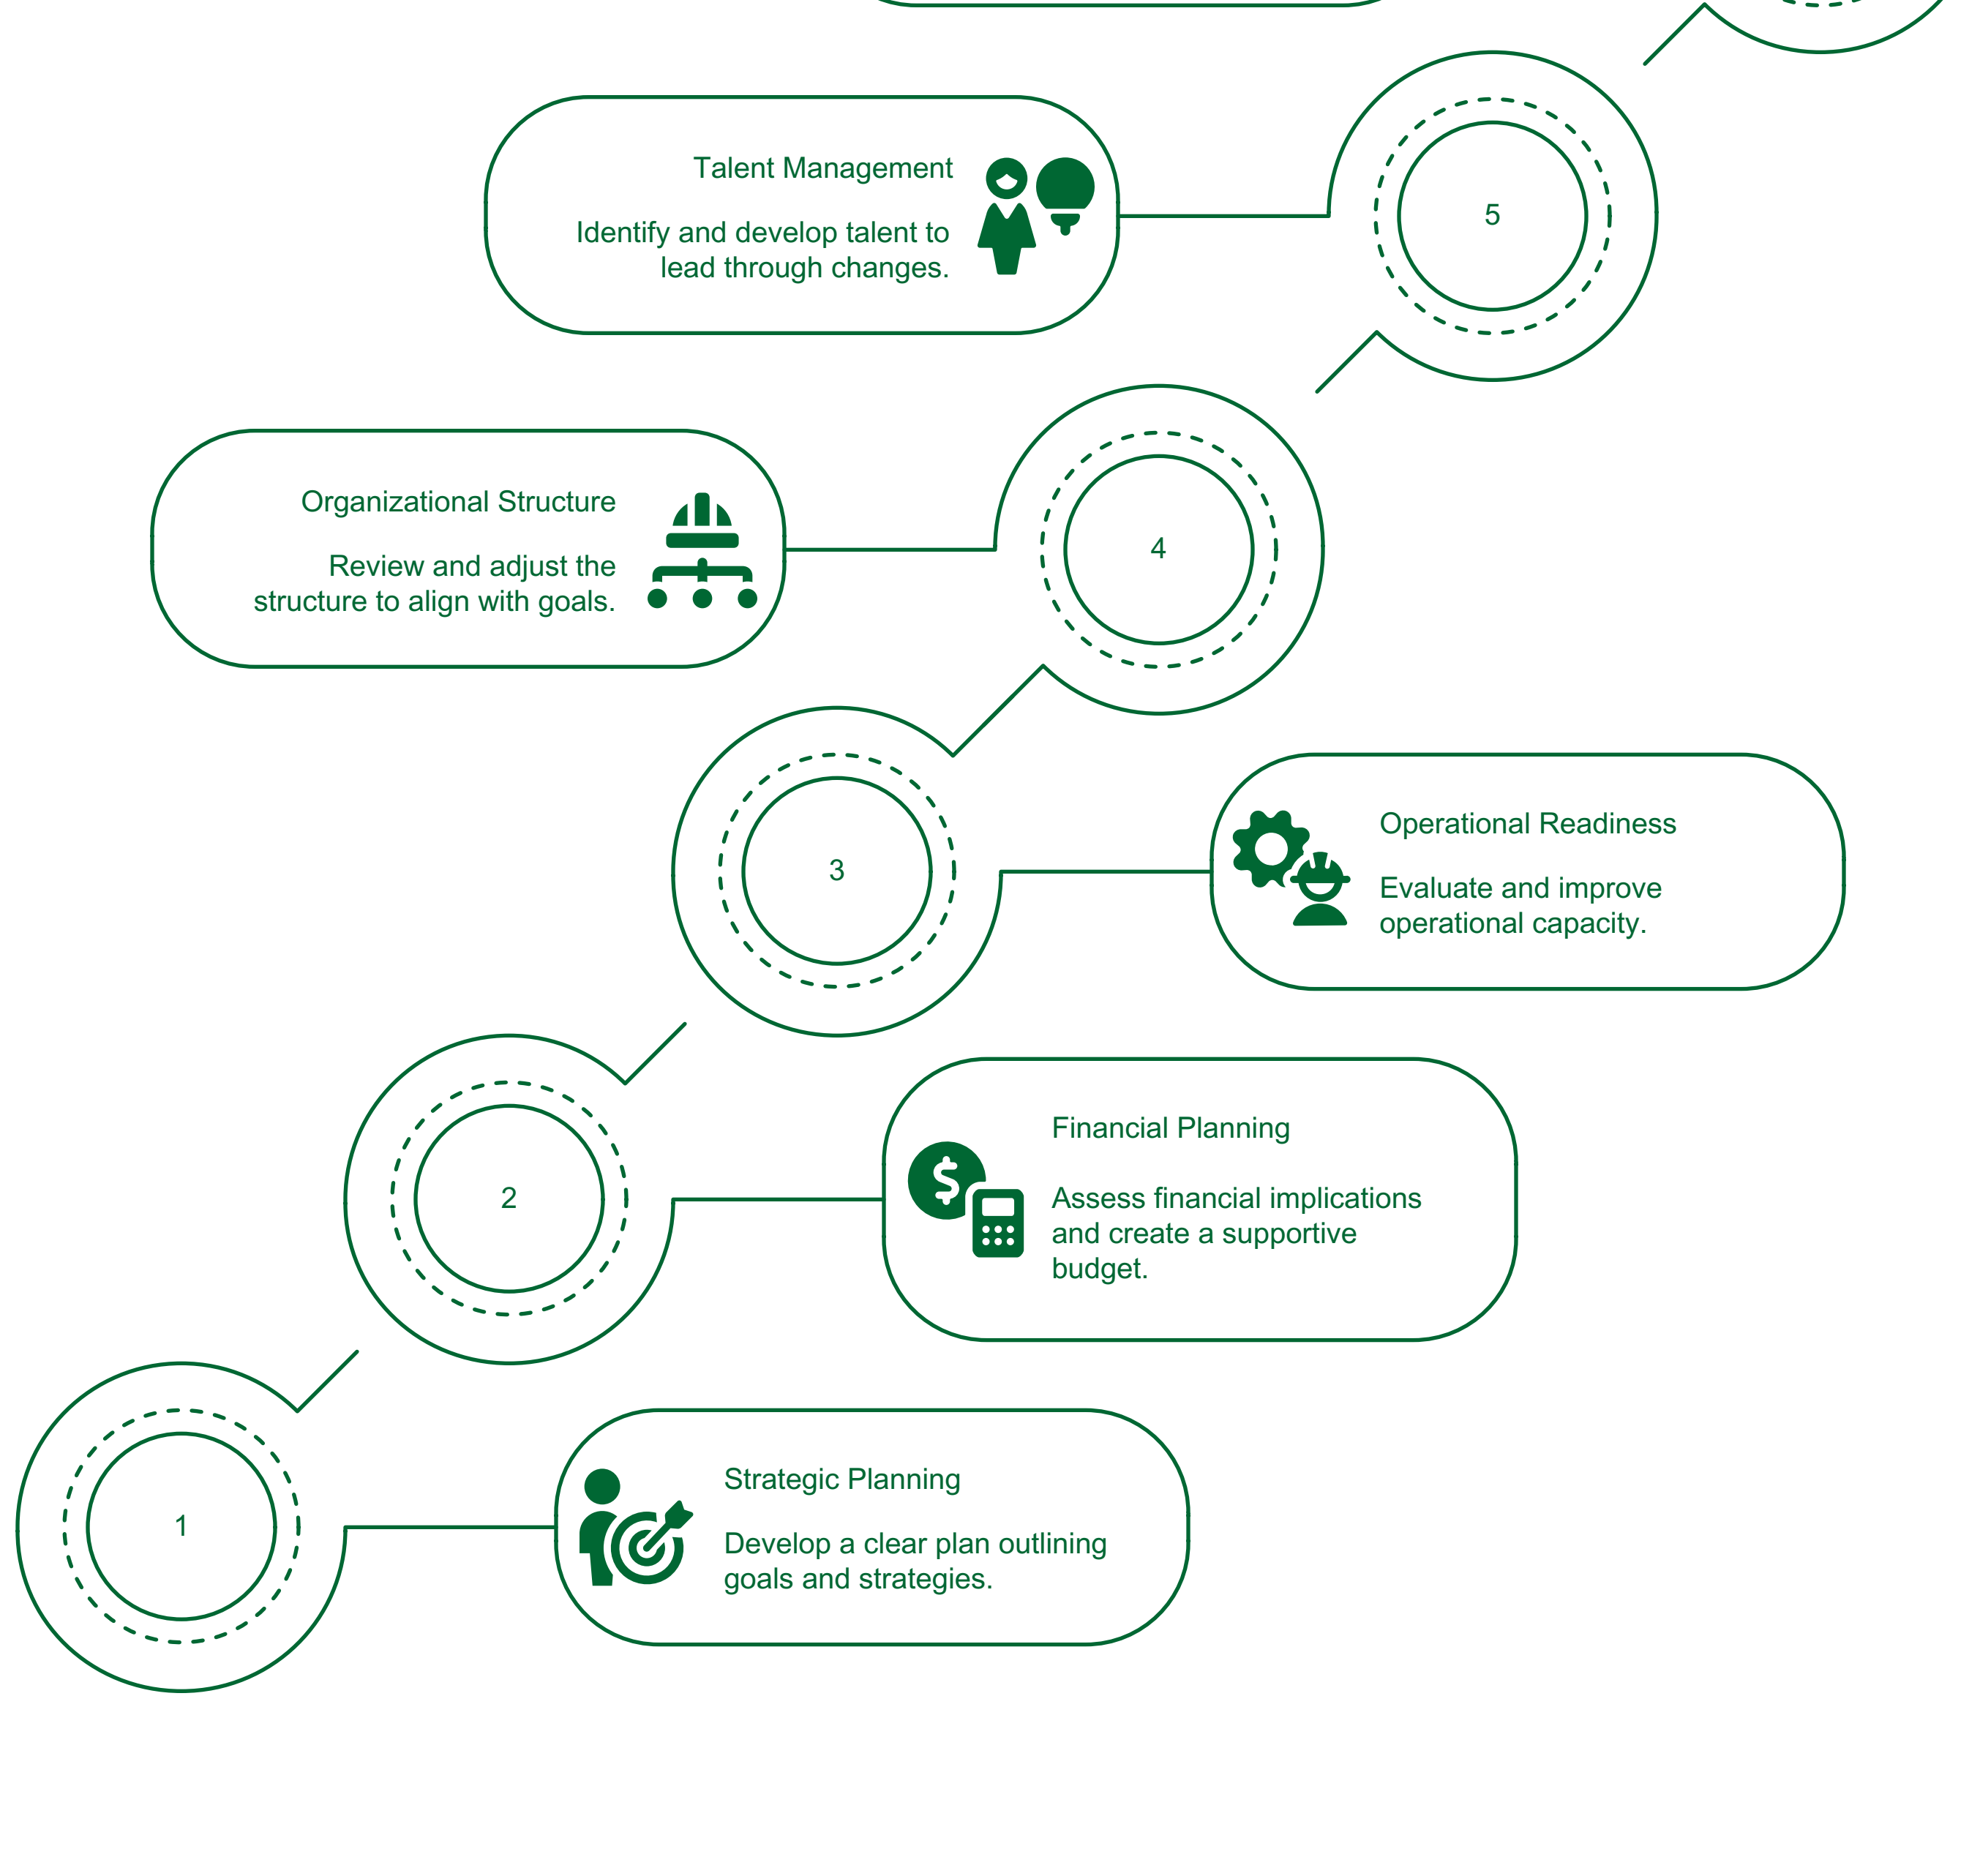 Talent Management
Identify and develop talent to
lead through changes.
5
Organizational Structure
Review and adjust the
structure to align with goals.
4
3
Operational Readiness
Evaluate and improve
operational capacity.
2
Financial Planning
Assess financial implications
and create a supportive
budget.
1
Strategic Planning
Develop a clear plan outlining
goals and strategies.